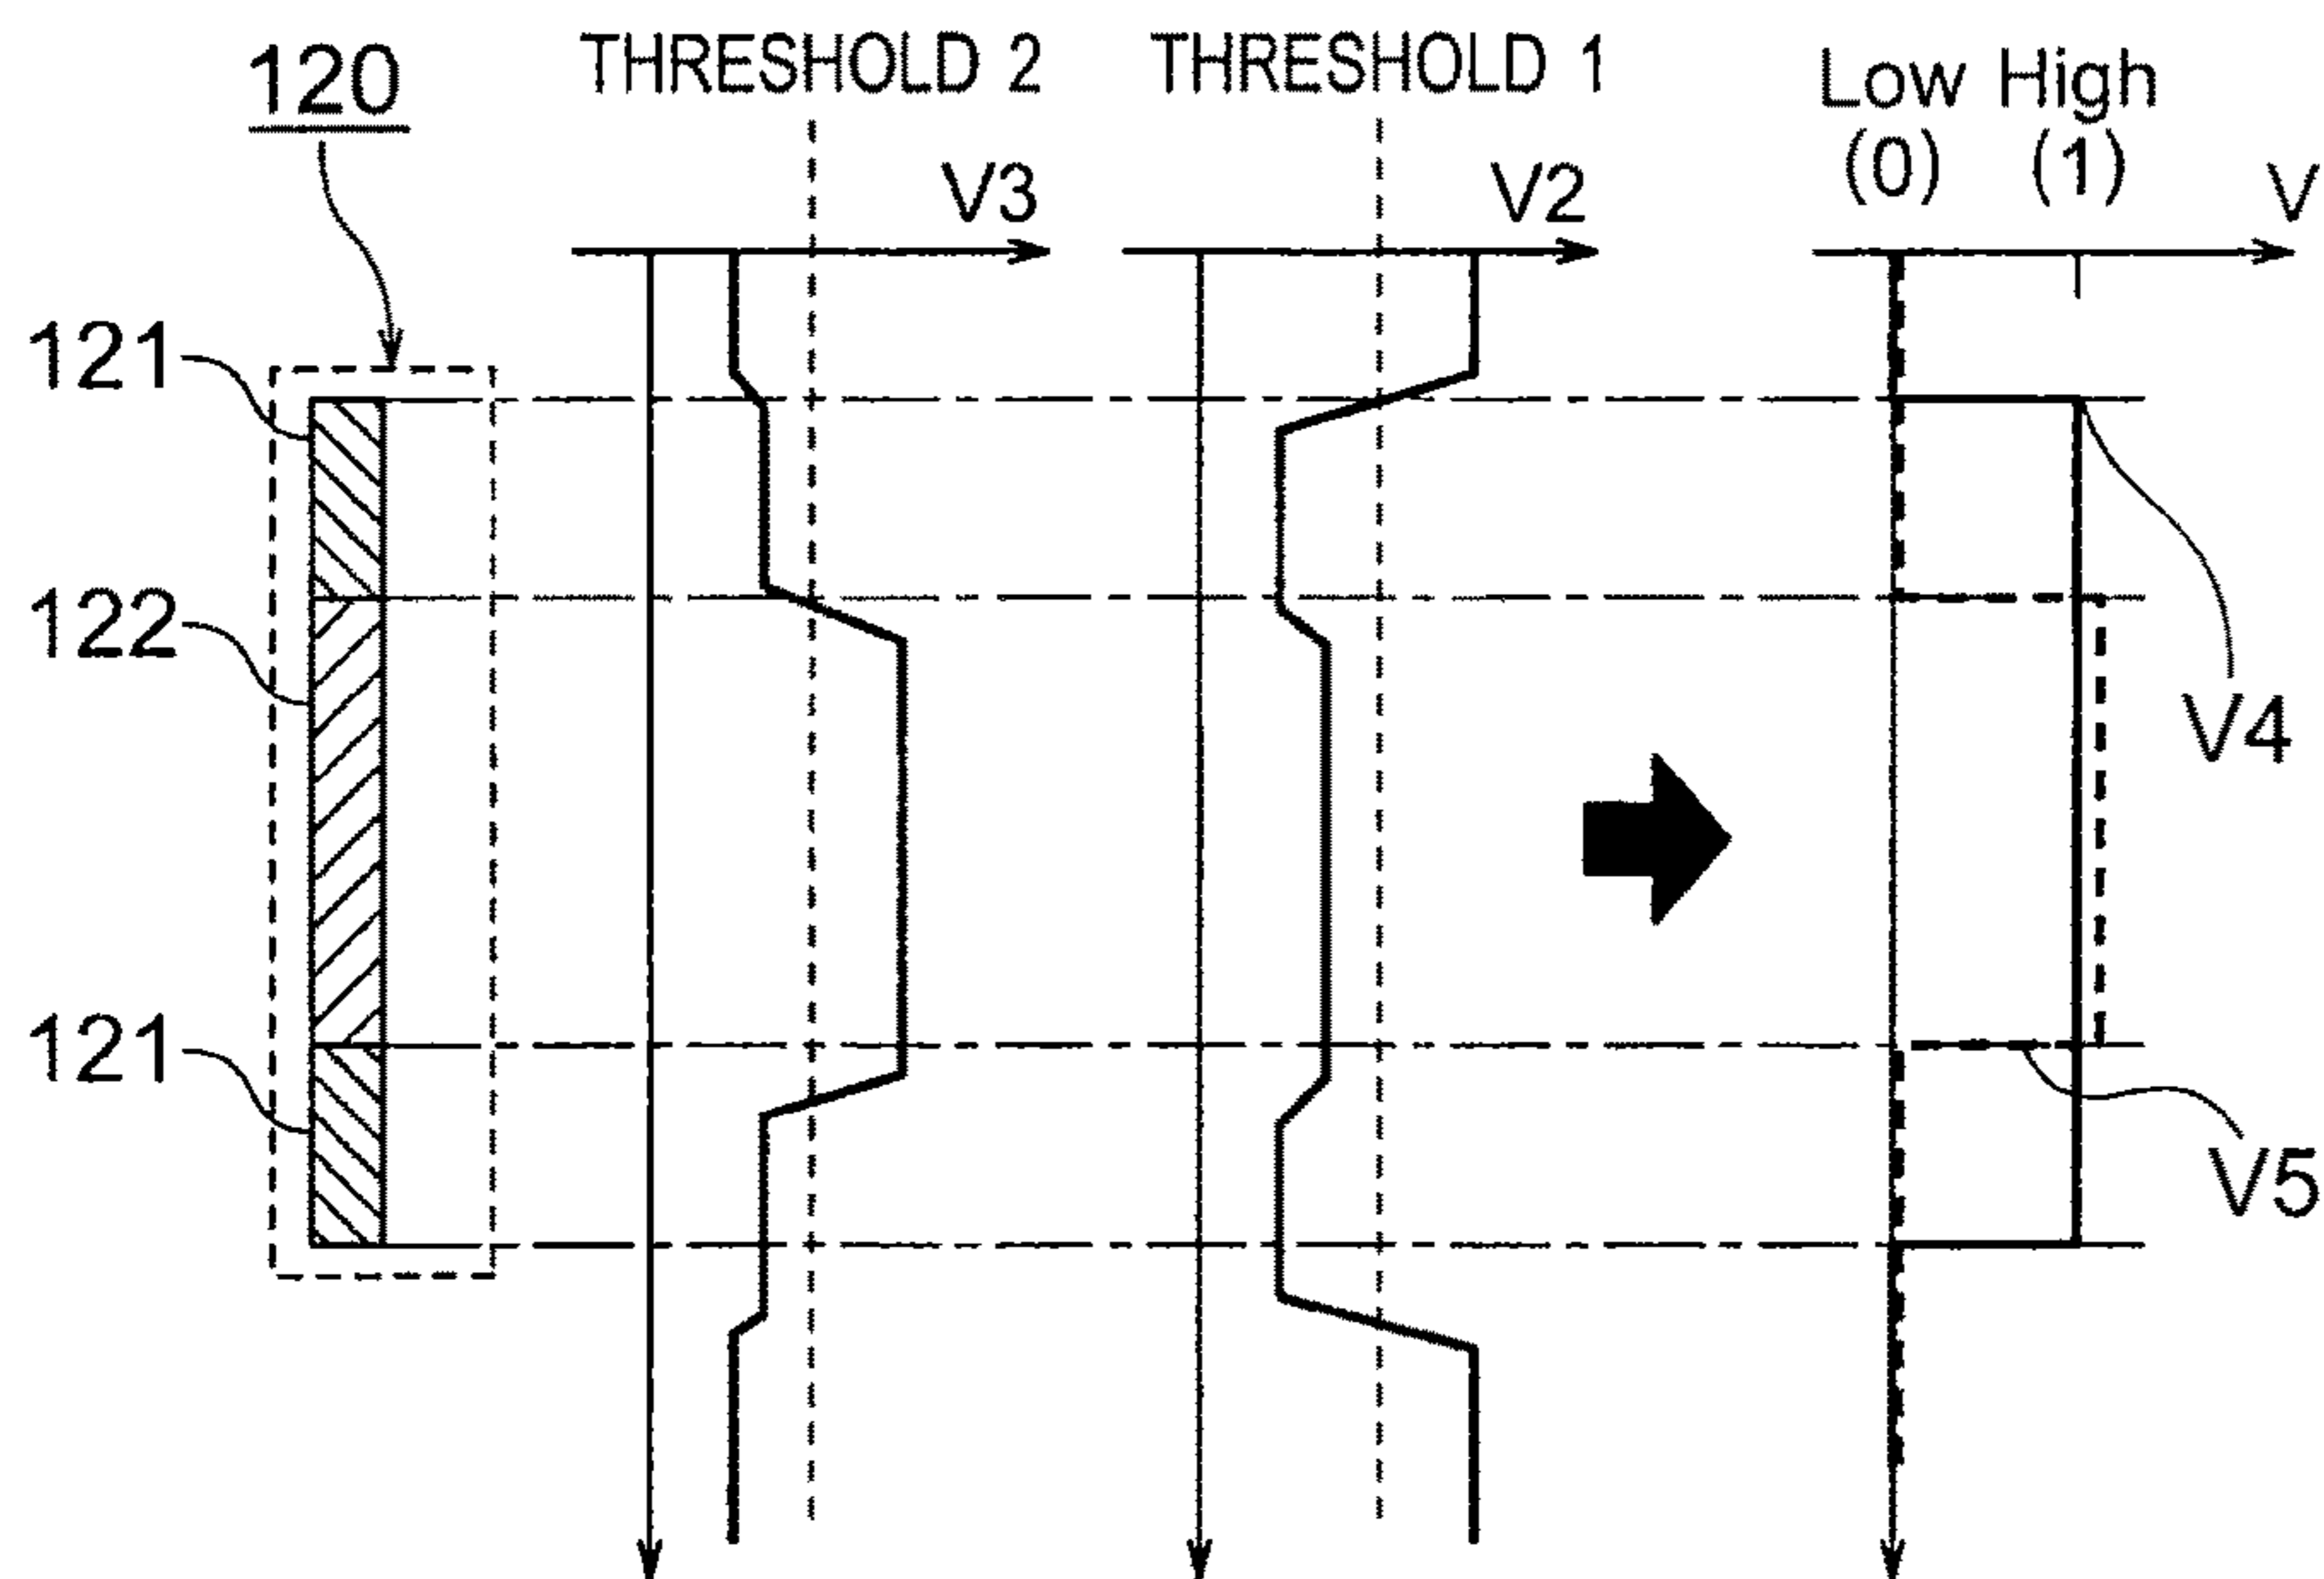 120
THRESHOLD 2
THRESHOLD 1
Low High
(0) (1)
V3
V2
V
121
122
V4
121
V5